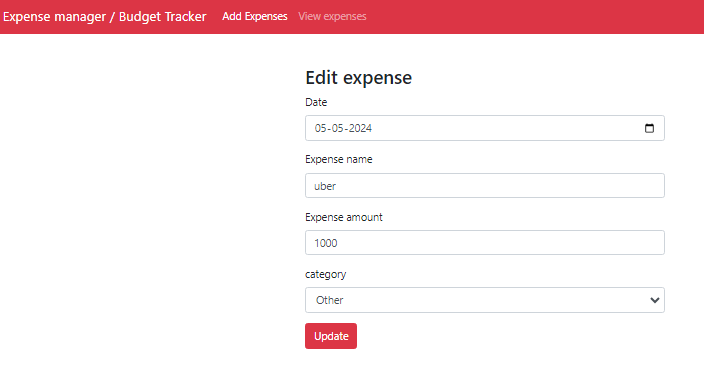 Expense manager / Budget Tracker Add Expenses View expenses
Edit expense
Date
05-05-2024
Expense name
uber
Expense amount
1000
category
Other
Update